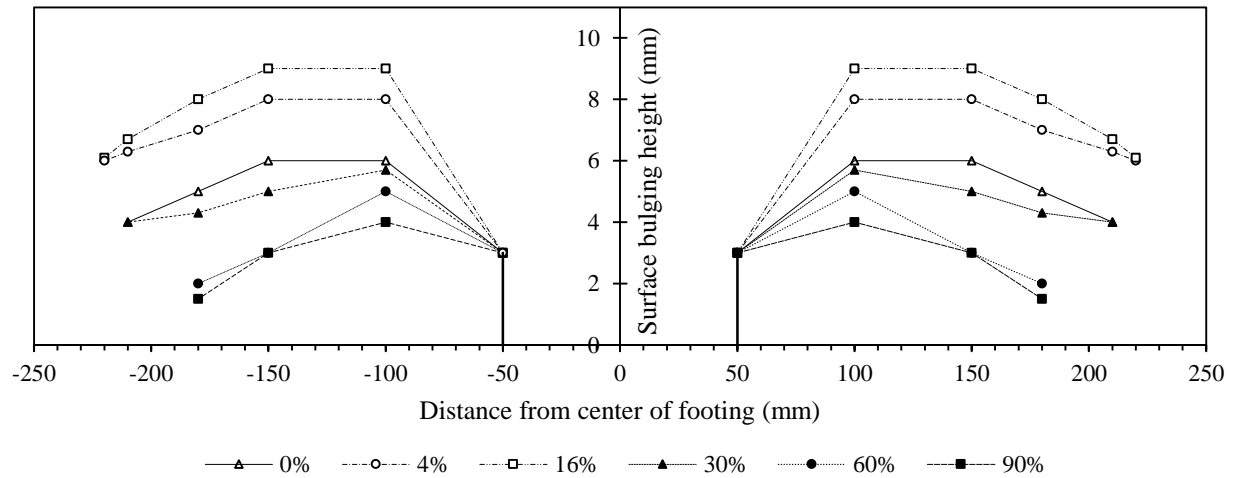 10
8
6
4
2
0
Surface bulging height (mm)
-250 -200 -150 -100 -50 0 50 100 150 200 250
Distance from center of footing (mm)
0% 4% 16% 30% 60% 90%